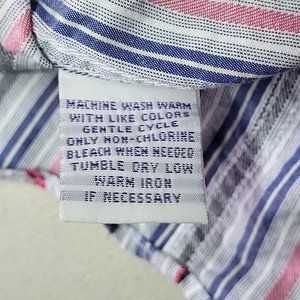 MACHINE WASH WARM
WITH LIKE COLORS
GENTLE CYCLE
ONLY NON-CHLORINE
BLEACH WHEN NEEDED
TUMBLE DRY LOW
WARM IRON
IF NECESSARY